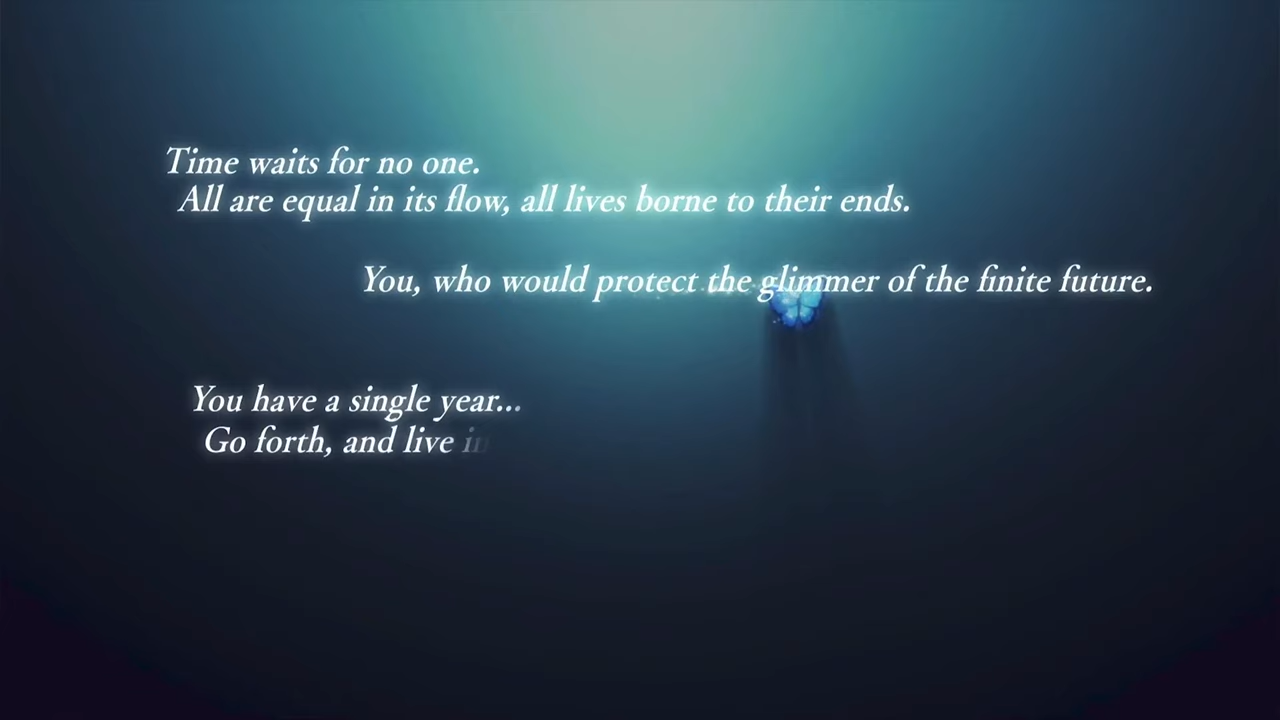 Time waits for no one.
All are equal in its flow, all lives borne to their ends.
You, who would protect the glimmer of the finite future.
You have a single year...
Go forth, and live in